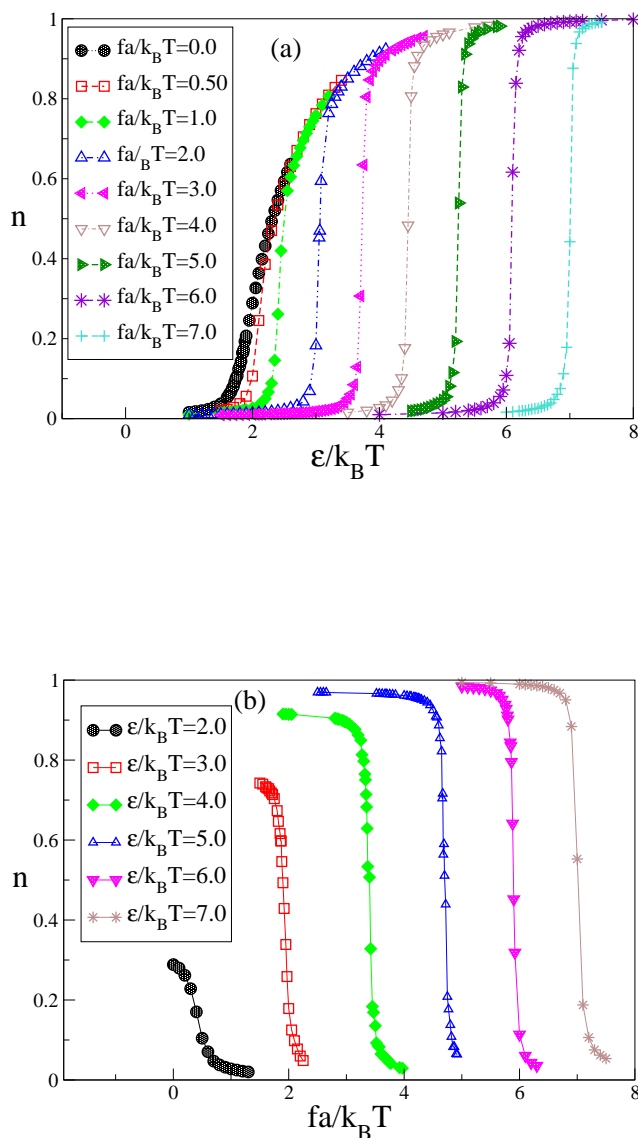 (a)
1
0.8
0.6
0.4
0.2
0
n
fa/k_BT=0.0
fa/k_BT=0.50
fa/k_BT=1.0
fa/_BT=2.0
fa/k_BT=3.0
fa/k_BT=4.0
fa/k_BT=5.0
fa/k_BT=6.0
fa/k_BT=7.0
0 2 4 6 8
ε/k_BT
(b)
1
0.8
0.6
0.4
0.2
0
n
ε/k_BT=2.0
ε/k_BT=3.0
ε/k_BT=4.0
ε/k_BT=5.0
ε/k_BT=6.0
ε/k_BT=7.0
0 2 4 6 8
fa/k_BT